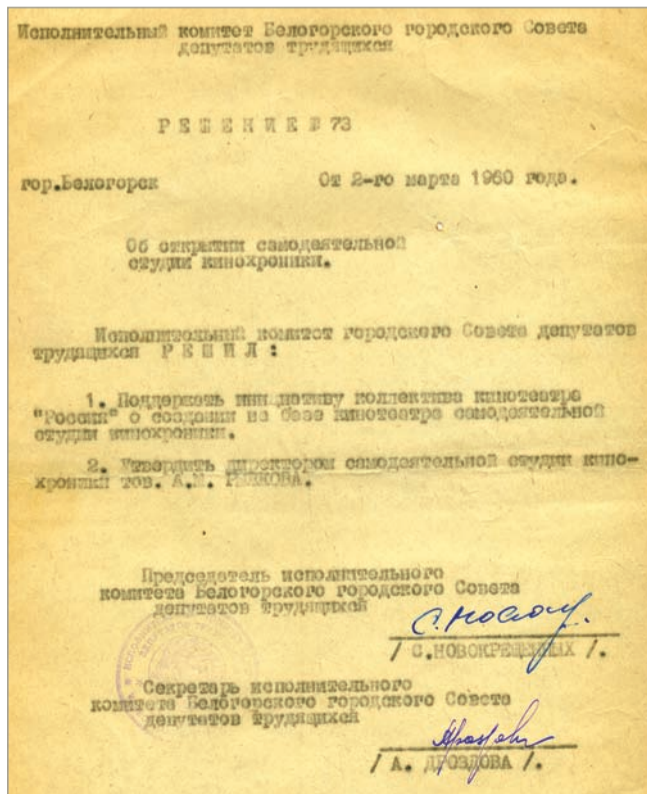 Исполнительный комитет Белогорского городского Совета
депутатов трудящихся
Р Е Ш Е Н И Е № 73
гор.Белогорск От 2-го марта 1960 года.
Об открытии самодеятельной
студии кинохроники.
Исполнительный комитет городского Совета депутатов
трудящихся Р Е Ш И Л :
1. Поддержать инициативу коллектива кинотеатра
"Россия" о создании на базе кинотеатра самодеятельной
студии кинохроники.
2. Утвердить директором самодеятельной студии кино-
хроники тов. А.М.
Председатель исполнительного
комитета Белогорского городского Совета
депутатов трудящихся
/ С.НОВОКРЕЩЕННЫХ /.
Секретарь исполнительного
комитета Белогорского городского Совета
депутатов трудящихся
/ А. ДРОЗДОВА /.